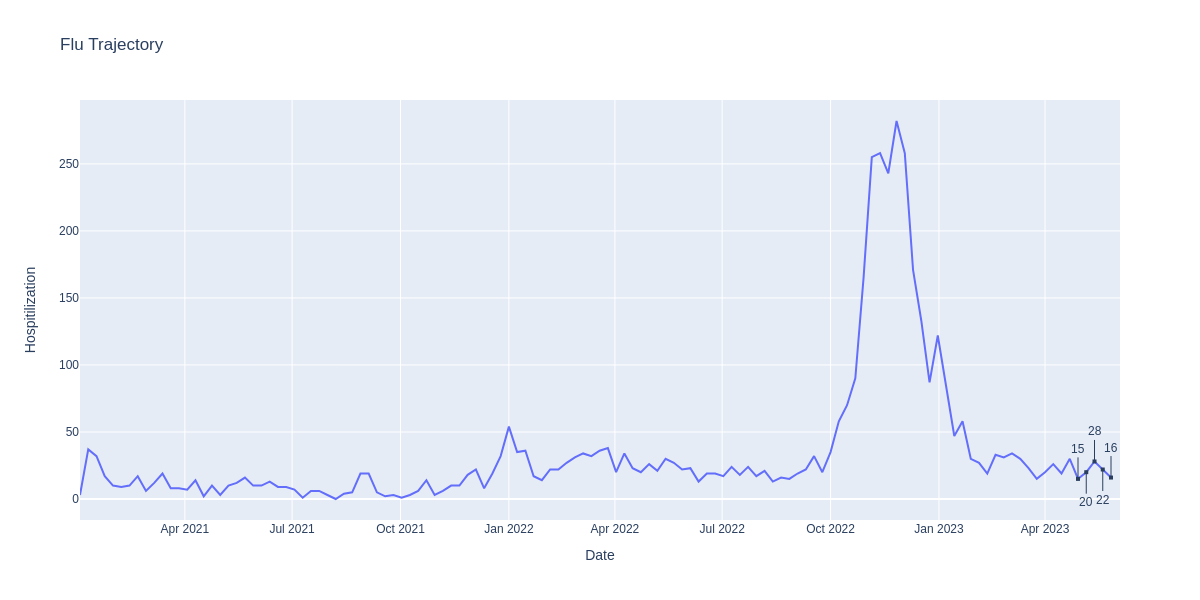 Flu Trajectory
Hospitilization
250
200
150
100
50
0
15
20
28
22
16
Apr 2021
Jul 2021
Oct 2021
Jan 2022
Apr 2022
Jul 2022
Oct 2022
Jan 2023
Apr 2023
Date